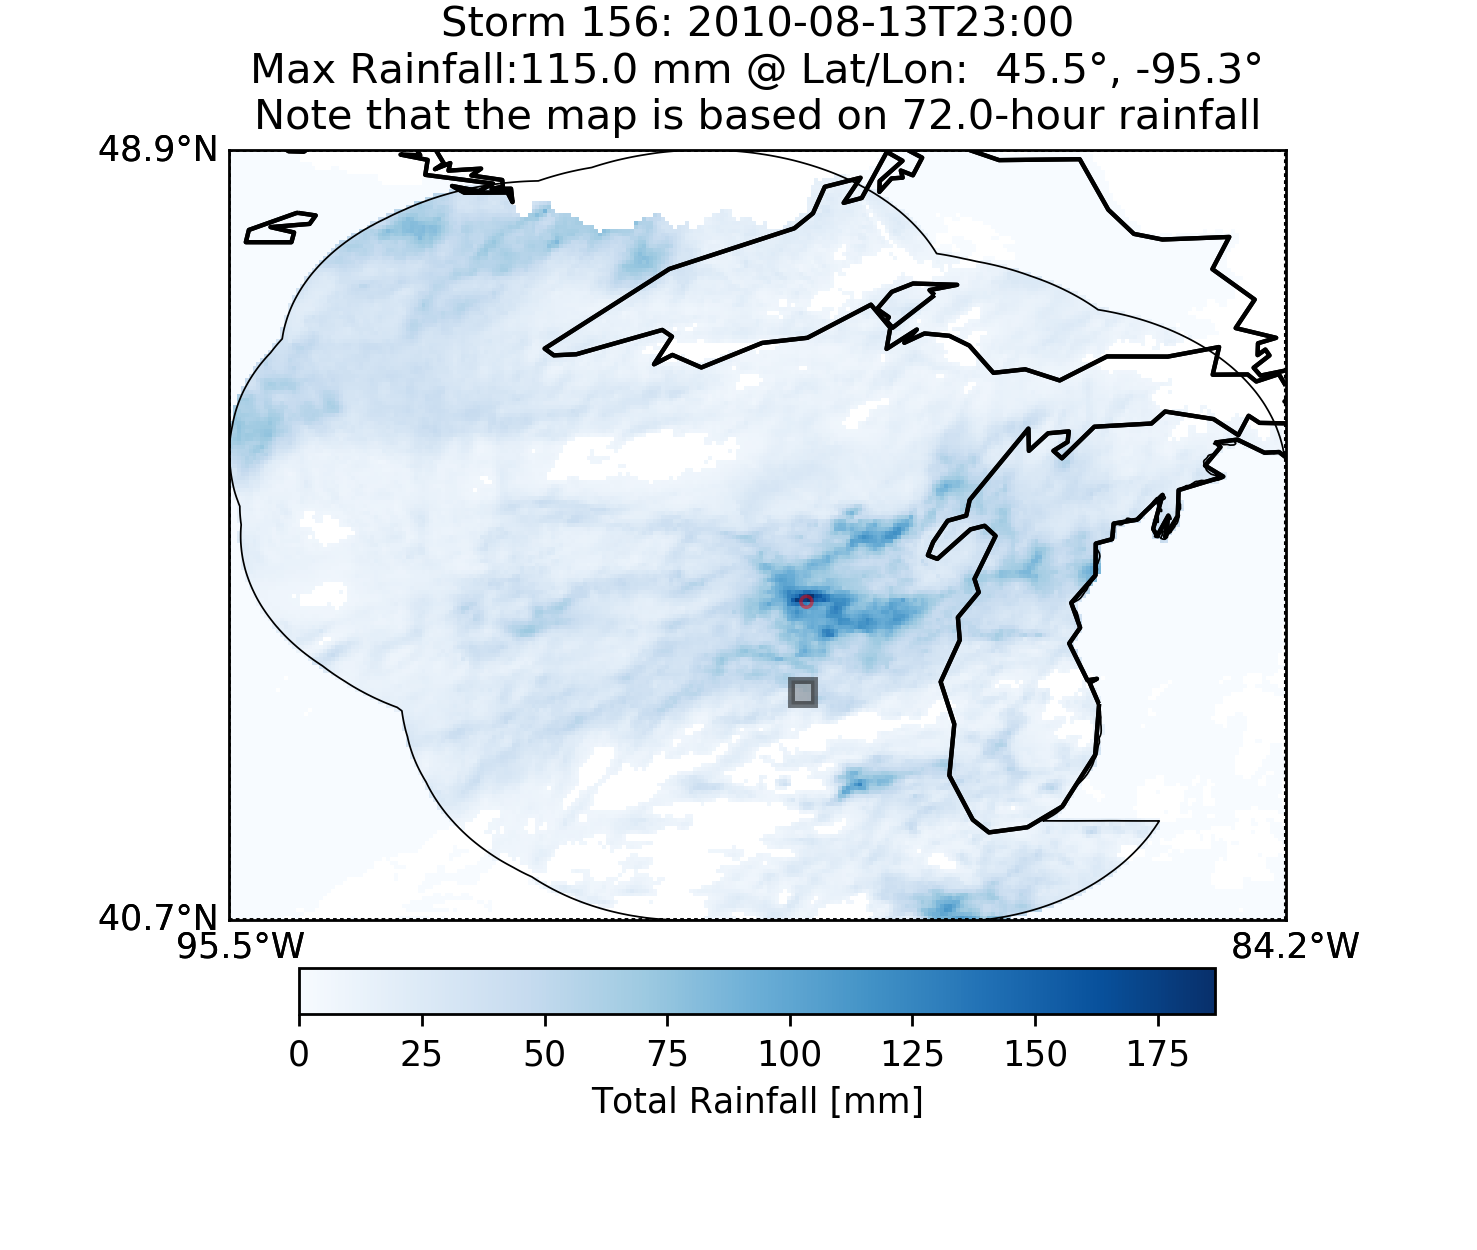 Storm 156: 2010-08-13T23:00
Max Rainfall:115.0 mm @ Lat/Lon:  45.5°, -95.3°
Note that the map is based on 72.0-hour rainfall
48.9°N
40.7°N
95.5°W 84.2°W
0 25 50 75 100 125 150 175
Total Rainfall [mm]